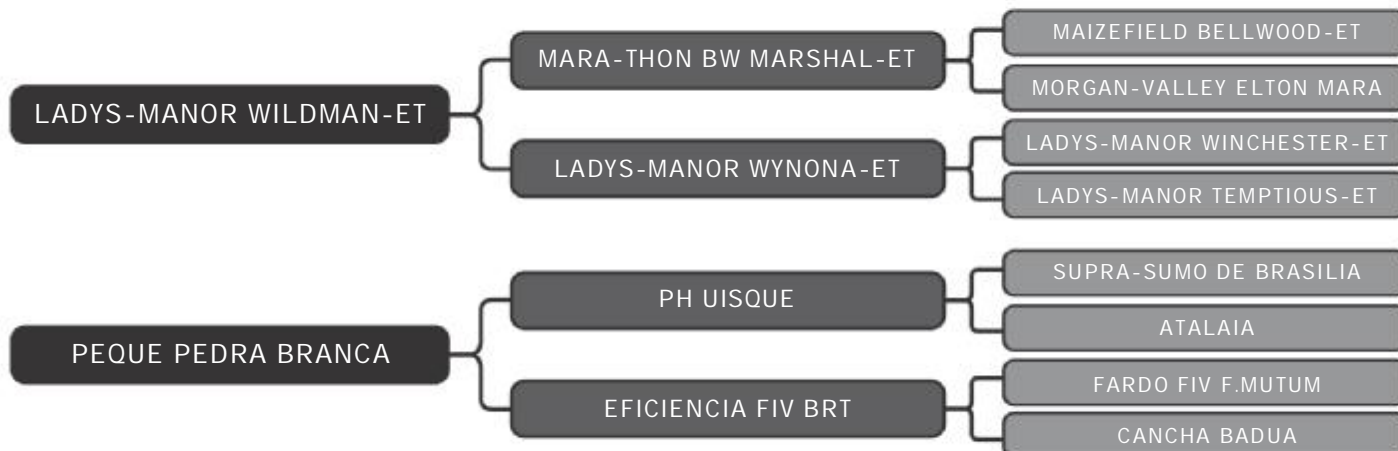 MAIZEFIELD BELLWOOD-ET
MARA-THON BW MARSHAL-ET
MORGAN-VALLEY ELTON MARA
LADYS-MANOR WILDMAN-ET
LADYS-MANOR WINCHESTER-ET
LADYS-MANOR WYNONA-ET
LADYS-MANOR TEMPTIOUS-ET
SUPRA-SUMO DE BRASILIA
PH UISQUE
ATALAIA
PEQUE PEDRA BRANCA
FARDO FIV F.MUTUM
EFICIENCIA FIV BRT
CANCHA BADUA